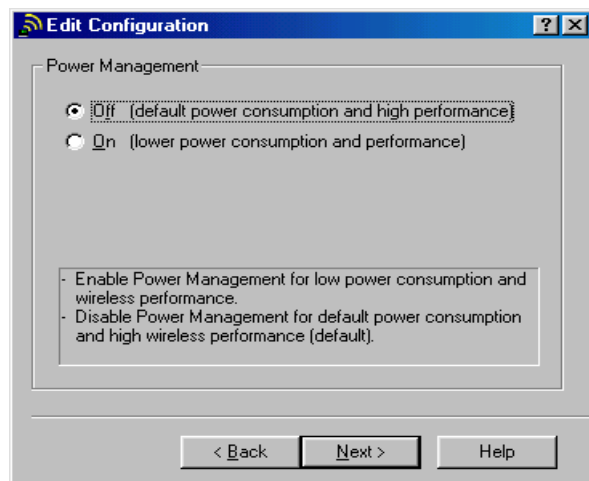 Edit Configuration
Power Management
Off (default power consumption and high performance)
On (lower power consumption and performance)
- Enable Power Management for low power consumption and
wireless performance.
- Disable Power Management for default power consumption
and high wireless performance (default).
< Back
Next >
Help